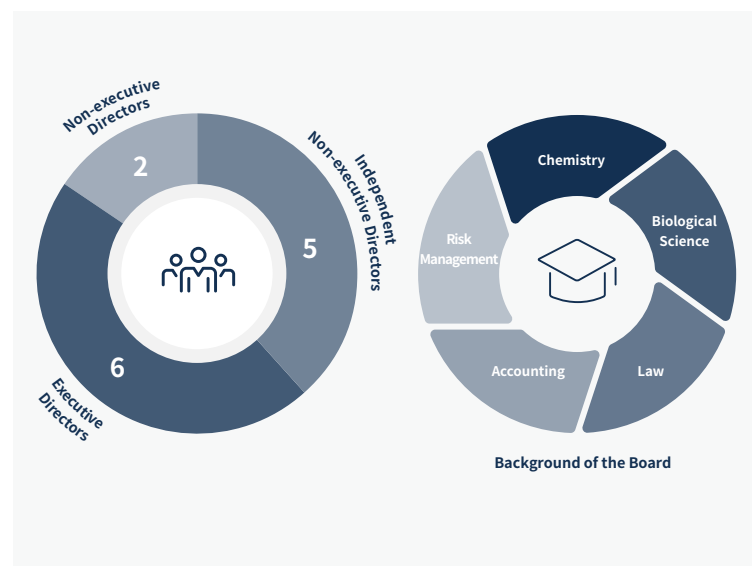 Non-executive
Directors
2
Independent
Non-executive Directors
5
6
Executive
Directors
Chemistry
Biological
Science
Risk
Management
Accounting
Law
Background of the Board